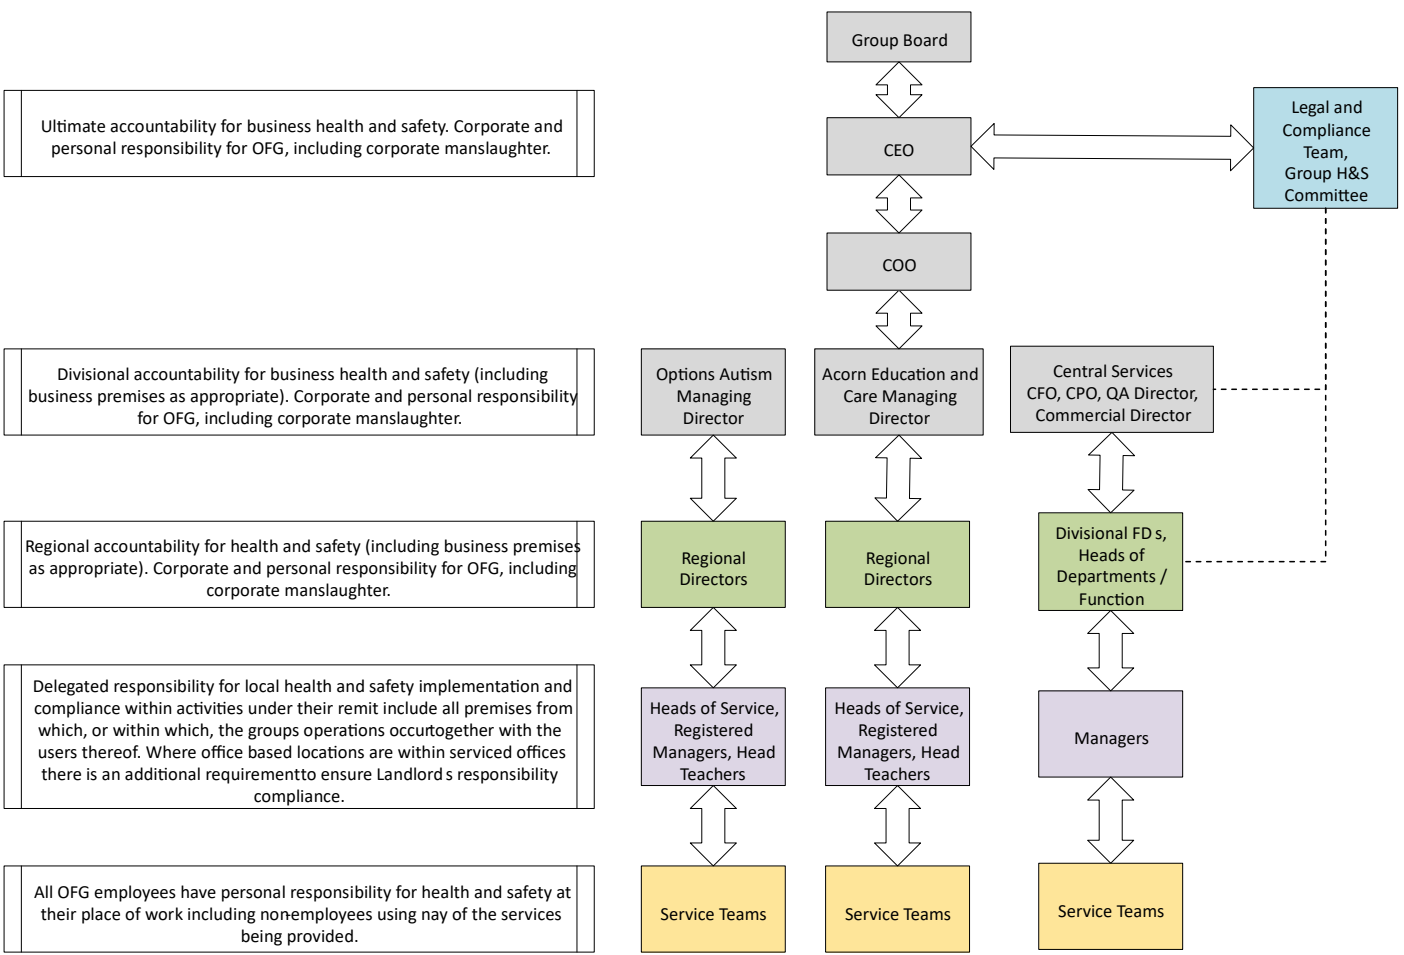 Group Board
Ultimate accountability for business health and safety. Corporate and
personal responsibility for OFG, including corporate manslaughter.
CEO
Legal and
Compliance
Team,
Group H&S
Committee
COO
Divisional accountability for business health and safety (including
business premises as appropriate). Corporate and personal responsibility
for OFG, including corporate manslaughter.
Options Autism
Managing
Director
Acorn Education and
Care Managing
Director
Central Services
CFO, CPO, QA Director,
Commercial Director
Regional accountability for health and safety (including business premises
as appropriate). Corporate and personal responsibility for OFG, including
corporate manslaughter.
Regional
Directors
Regional
Directors
Divisional FD s,
Heads of
Departments /
Function
Delegated responsibility for local health and safety implementation and
compliance within activities under their remit include all premises from
which, or within which, the groups operations occurtogether with the
users thereof. Where office based locations are within serviced offices
there is an additional requirementto ensure Landlord s responsibility
compliance.
Heads of Service,
Registered
Managers, Head
Teachers
Heads of Service,
Registered
Managers, Head
Teachers
Managers
All OFG employees have personal responsibility for health and safety at
their place of work including non-employees using nay of the services
being provided.
Service Teams
Service Teams
Service Teams